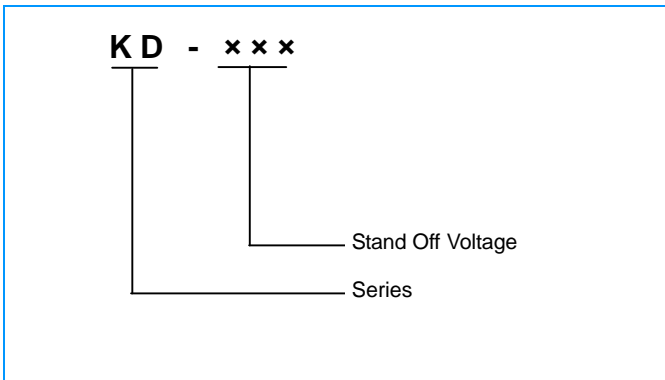 KD - ×××
Stand Off Voltage
Series